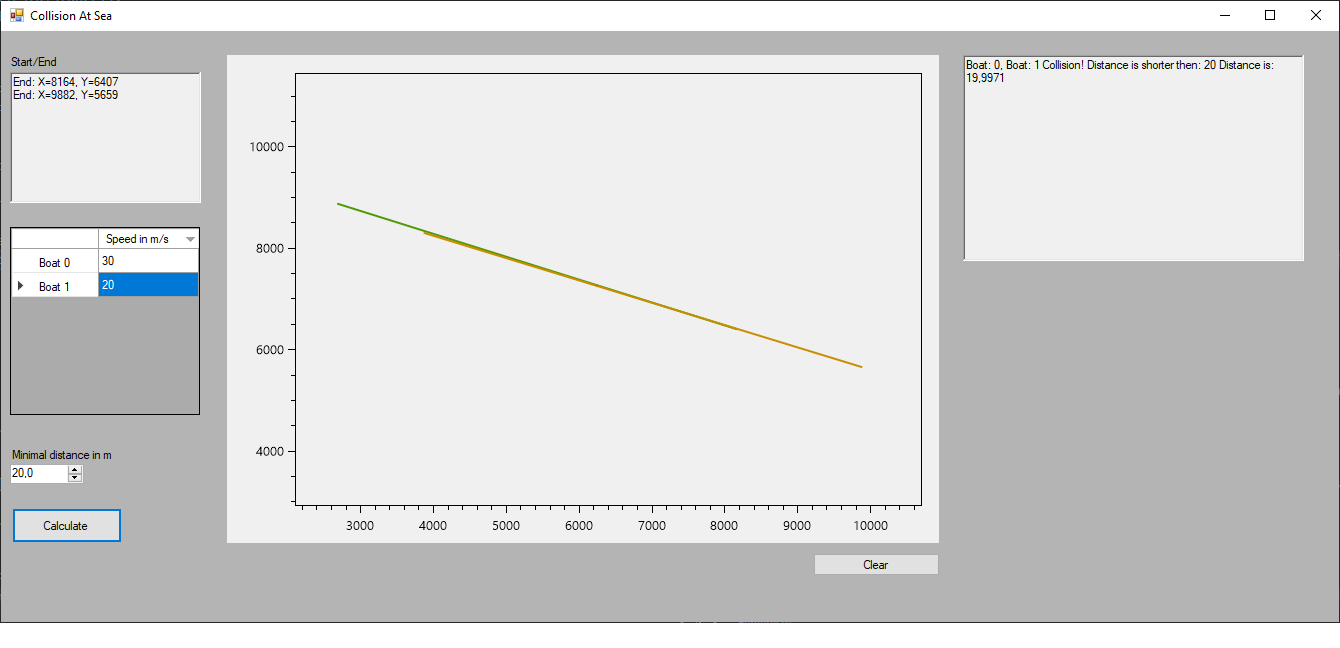 Collision At Sea
Start/End
End: X=8164, Y=6407
End: X=9882, Y=5659
Speed in m/s
Boat 0 30
Boat 1 20
Minimal distance in m
20,0
Calculate
10000
8000
6000
4000
3000 4000 5000 6000 7000 8000 9000 10000
Clear
Boat: 0, Boat: 1 Collision! Distance is shorter then: 20 Distance is:
19,9971